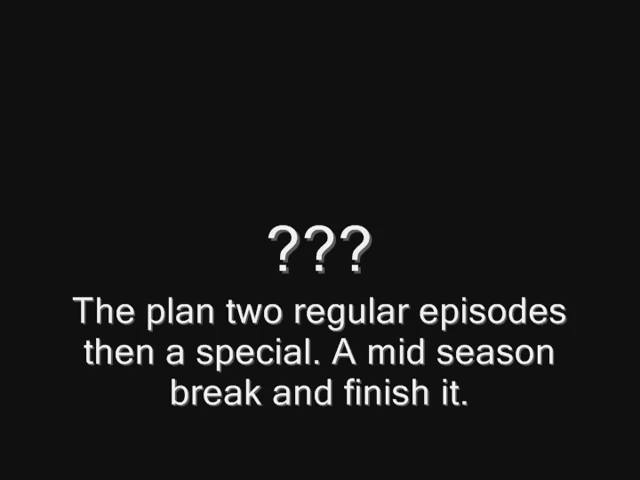 ???
The plan two regular episodes
then a special. A mid season
break and finish it.